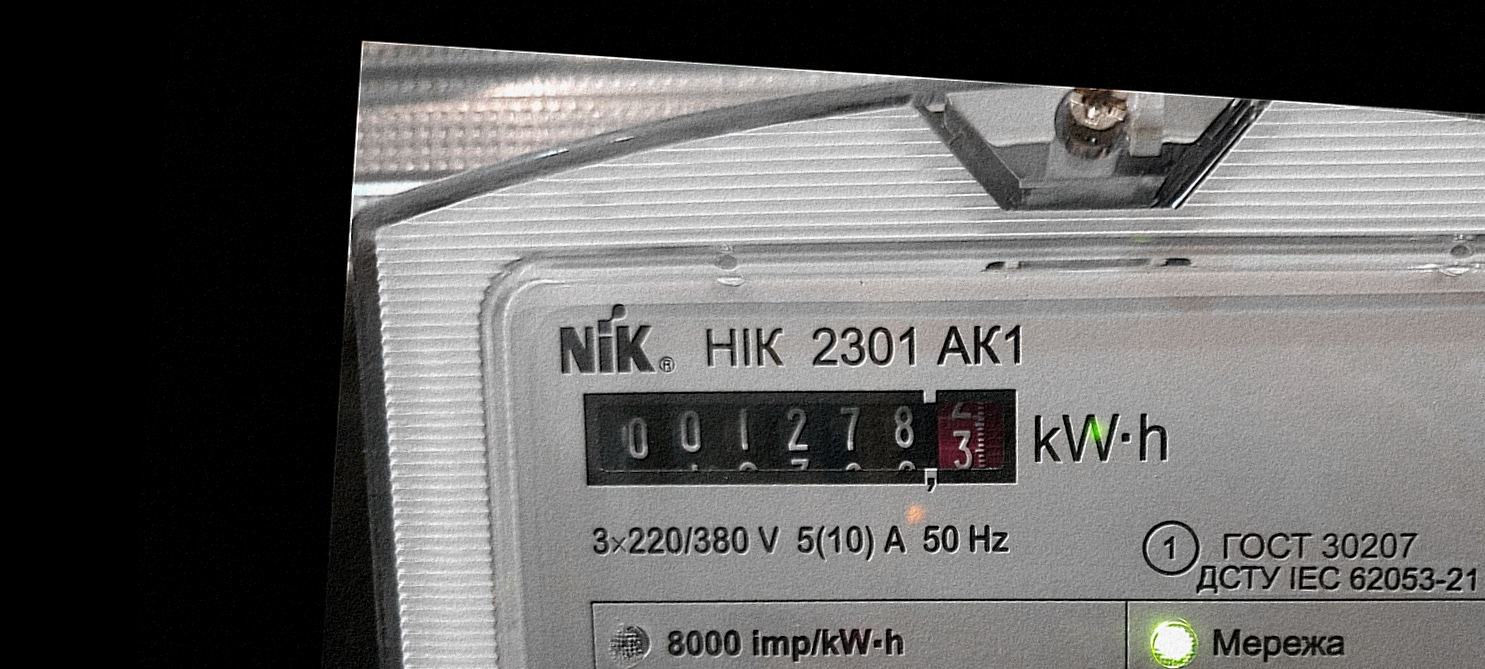 NiK® НІК 2301 АК1
001278,3 kW·h
3×220/380 V 5(10) A 50 Hz
1 ГОСТ 30207
ДСТУ IEC 62053-21
8000 imp/kW·h
Мережа